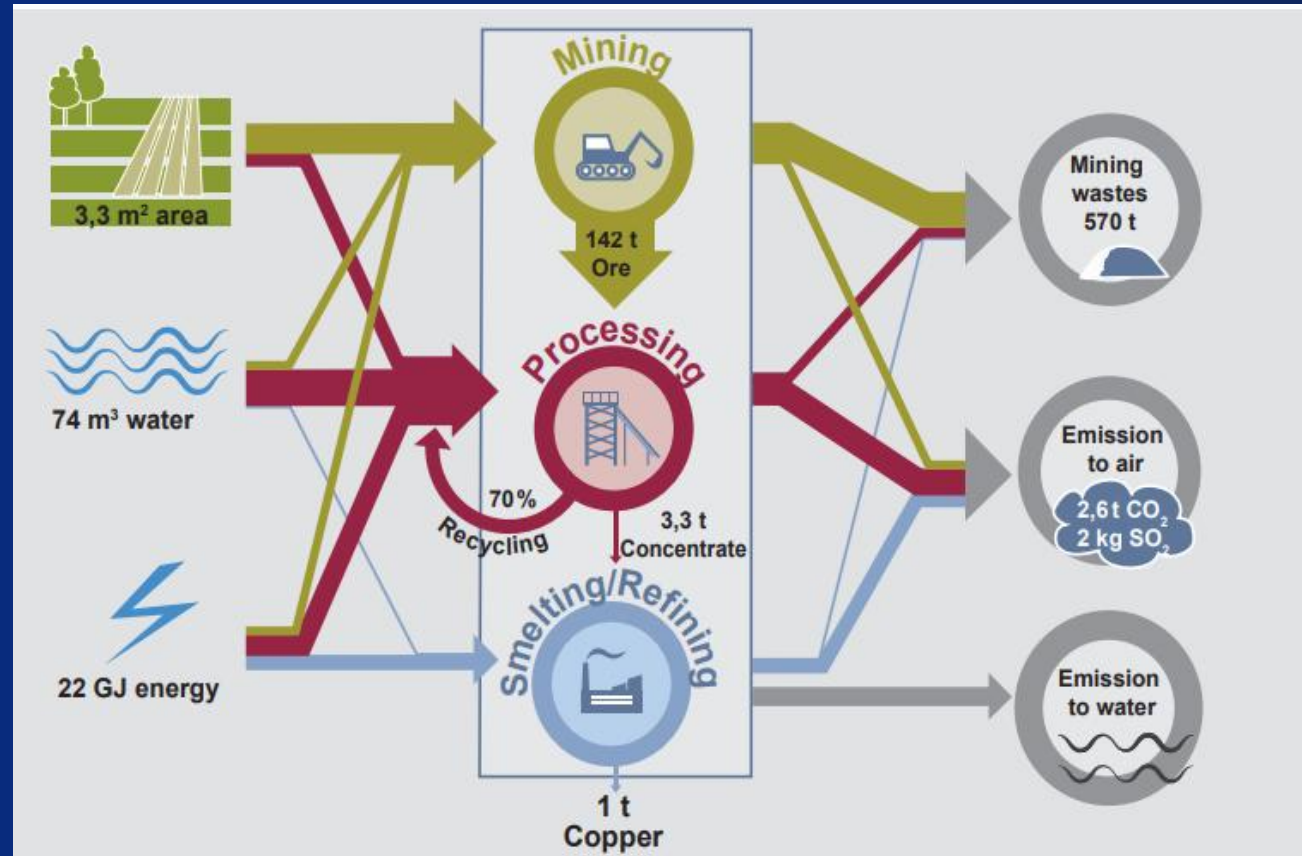 3,3 m² area
74 m³ water
22 GJ energy
Mining
142 t
Ore
Processing
70%
Recycling
3,3 t
Concentrate
Smelting/Refining
1 t
Copper
Mining
wastes
570 t
Emission
to air
2,6t CO₂
2 kg SO₂
Emission
to water